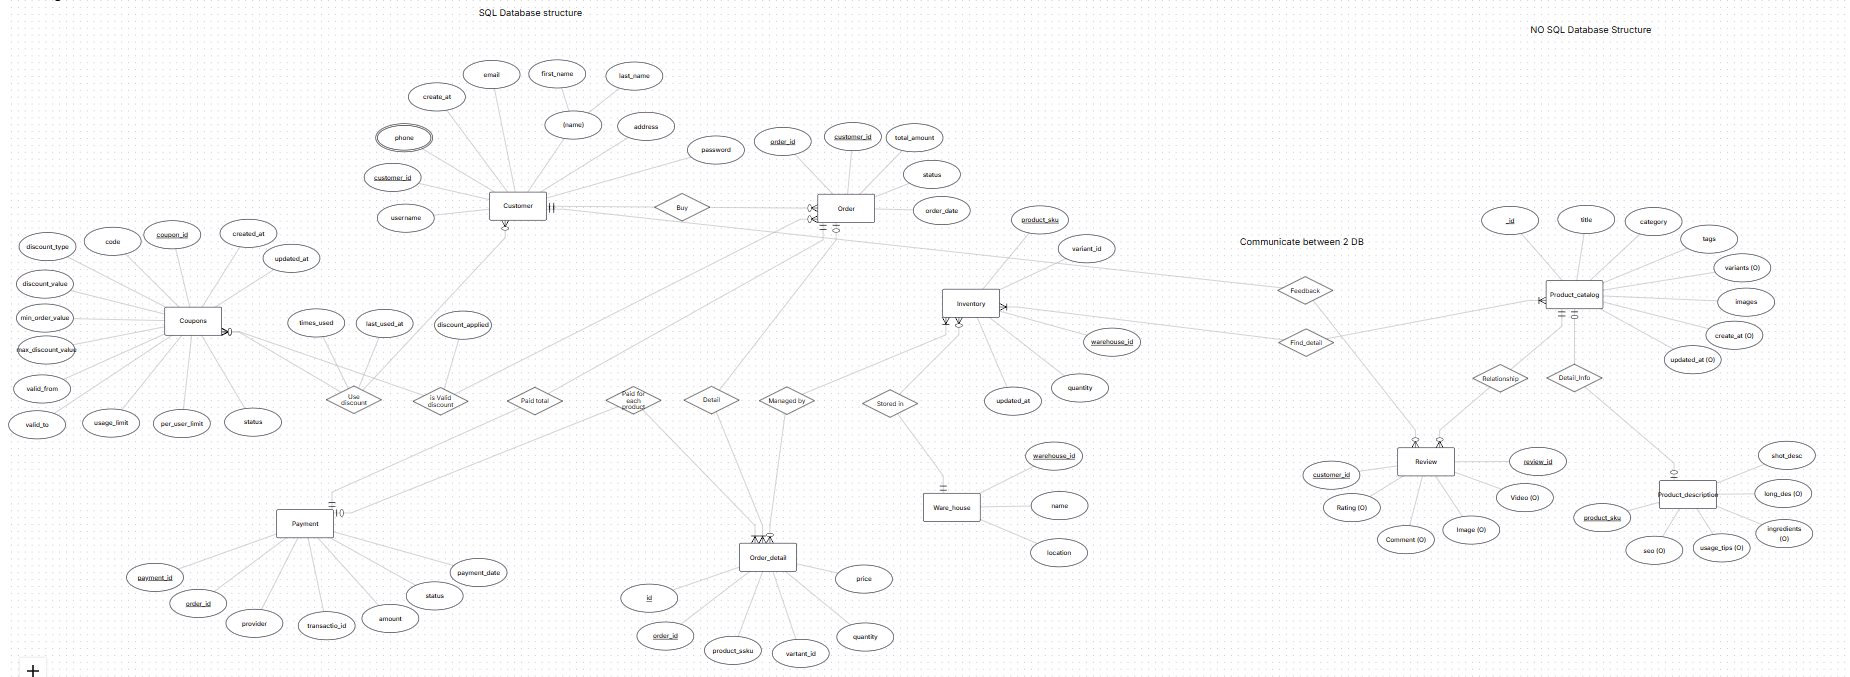 SQL Database structure
NO SQL Database Structure
email
first_name
last_name
create_at
(name)
address
phone
password
customer_id
username
Customer
Buy
order_id
customer_id
total_amount
status
order_date
Order
product_sku
variant_id
Inventory
warehouse_id
quantity
updated_at
Communicate between 2 DB
Feedback
Find_detail
_id
title
category
tags
variants (O)
images
create_at (O)
updated_at (O)
Product_catalog
discount_type
code
coupon_id
created_at
updated_at
discount_value
min_order_value
max_discount_value
valid_from
valid_to
usage_limit
per_user_limit
status
Coupons
times_used
last_used_at
discount_applied
Use
discount
is Valid
discount
Paid total
Paid for
each
product
Detail
Managed by
Stored in
Relationship
Detail_Info
Payment
payment_id
order_id
provider
transactio_id
amount
status
payment_date
Order_detail
id
order_id
product_ssku
vartant_id
quantity
price
Ware_house
warehouse_id
name
location
Review
customer_id
Rating (O)
Comment (O)
Image (O)
Video (O)
review_id
Product_description
shot_desc
long_des (O)
ingredients
(O)
usage_tips (O)
seo (O)
product_sku